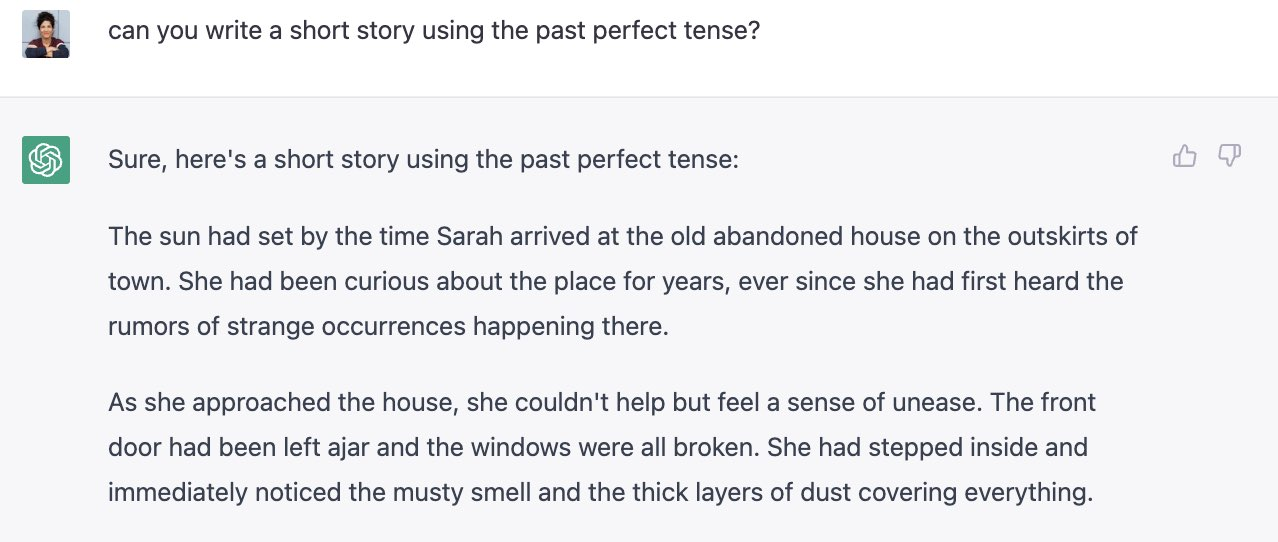 can you write a short story using the past perfect tense?
Sure, here's a short story using the past perfect tense:
The sun had set by the time Sarah arrived at the old abandoned house on the outskirts of
town. She had been curious about the place for years, ever since she had first heard the
rumors of strange occurrences happening there.
As she approached the house, she couldn't help but feel a sense of unease. The front
door had been left ajar and the windows were all broken. She had stepped inside and
immediately noticed the musty smell and the thick layers of dust covering everything.